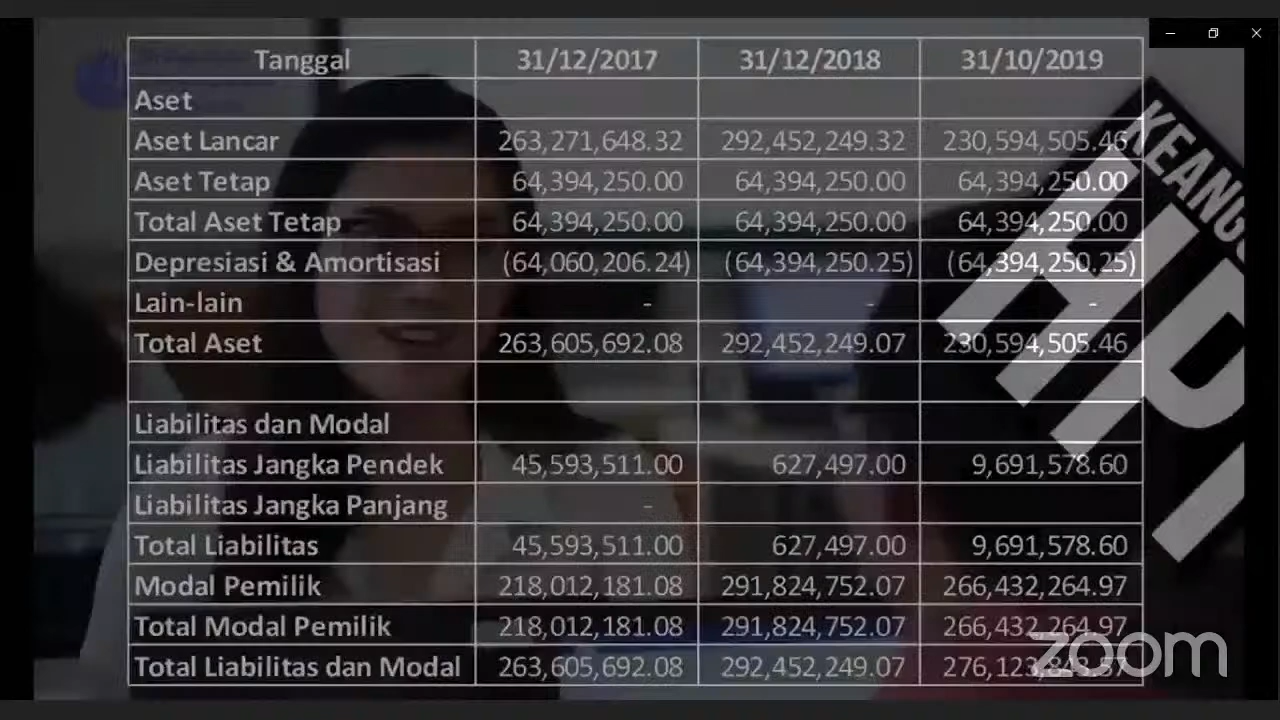 Tanggal 31/12/2017 31/12/2018 31/10/2019
Aset
Aset Lancar 263,271,648.32 292,452,249.32 230,594,505.46
Aset Tetap 64,394,250.00 64,394,250.00 64,394,250.00
Total Aset Tetap 64,394,250.00 64,394,250.00 64,394,250.00
Depresiasi & Amortisasi (64,060,206.24) (64,394,250.25) (64,394,250.25)
Lain-lain - - -
Total Aset 263,605,692.08 292,452,249.07 230,594,505.46
Liabilitas dan Modal
Liabilitas Jangka Pendek 45,593,511.00 627,497.00 9,691,578.60
Liabilitas Jangka Panjang -
Total Liabilitas 45,593,511.00 627,497.00 9,691,578.60
Modal Pemilik 218,012,181.08 291,824,752.07 266,432,264.97
Total Modal Pemilik 218,012,181.08 291,824,752.07 266,432,264.97
Total Liabilitas dan Modal 263,605,692.08 292,452,249.07 276,123,843.57
HPI
zoom